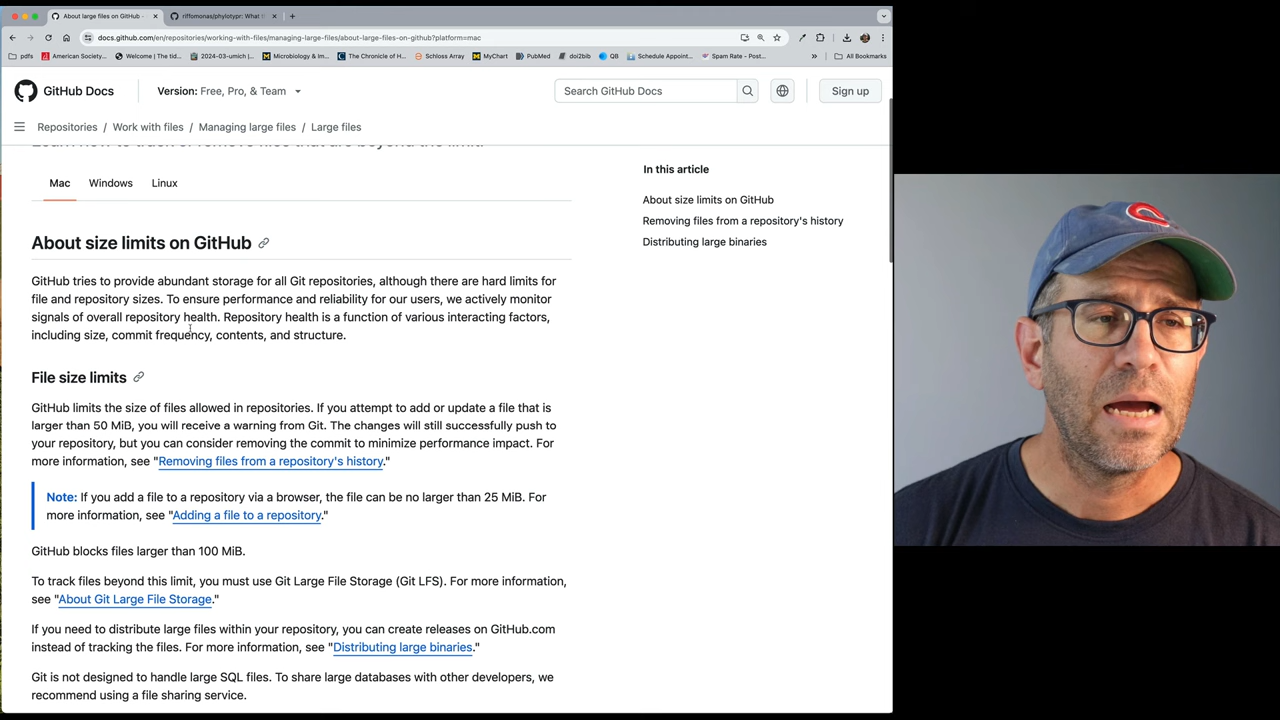 About large files on GitHub -
riffomonas/phylotypr: What
docs.github.com/en/repositories/working-with-files/managing-large-files/about-large-files-on-github?platform=mac
pdfs
American Society...
Welcome | The tid...
2024-03-umich |...
Microbiology & Im...
The Chronicle of H...
Schloss Array
MyChart
PubMed
doi2bib
QB
Schedule Appoint...
Spam Rate - Post...
All Bookmarks
GitHub Docs
Version: Free, Pro, & Team
Search GitHub Docs
Sign up
Repositories / Work with files / Managing large files / Large files
Learn how to track or remove files that are beyond the limit.
Mac Windows Linux
In this article
About size limits on GitHub
Removing files from a repository's history
Distributing large binaries
About size limits on GitHub
GitHub tries to provide abundant storage for all Git repositories, although there are hard limits for
file and repository sizes. To ensure performance and reliability for our users, we actively monitor
signals of overall repository health. Repository health is a function of various interacting factors,
including size, commit frequency, contents, and structure.
File size limits
GitHub limits the size of files allowed in repositories. If you attempt to add or update a file that is
larger than 50 MiB, you will receive a warning from Git. The changes will still successfully push to
your repository, but you can consider removing the commit to minimize performance impact. For
more information, see "Removing files from a repository's history."
Note: If you add a file to a repository via a browser, the file can be no larger than 25 MiB. For
more information, see "Adding a file to a repository."
GitHub blocks files larger than 100 MiB.
To track files beyond this limit, you must use Git Large File Storage (Git LFS). For more information,
see "About Git Large File Storage."
If you need to distribute large files within your repository, you can create releases on GitHub.com
instead of tracking the files. For more information, see "Distributing large binaries."
Git is not designed to handle large SQL files. To share large databases with other developers, we
recommend using a file sharing service.